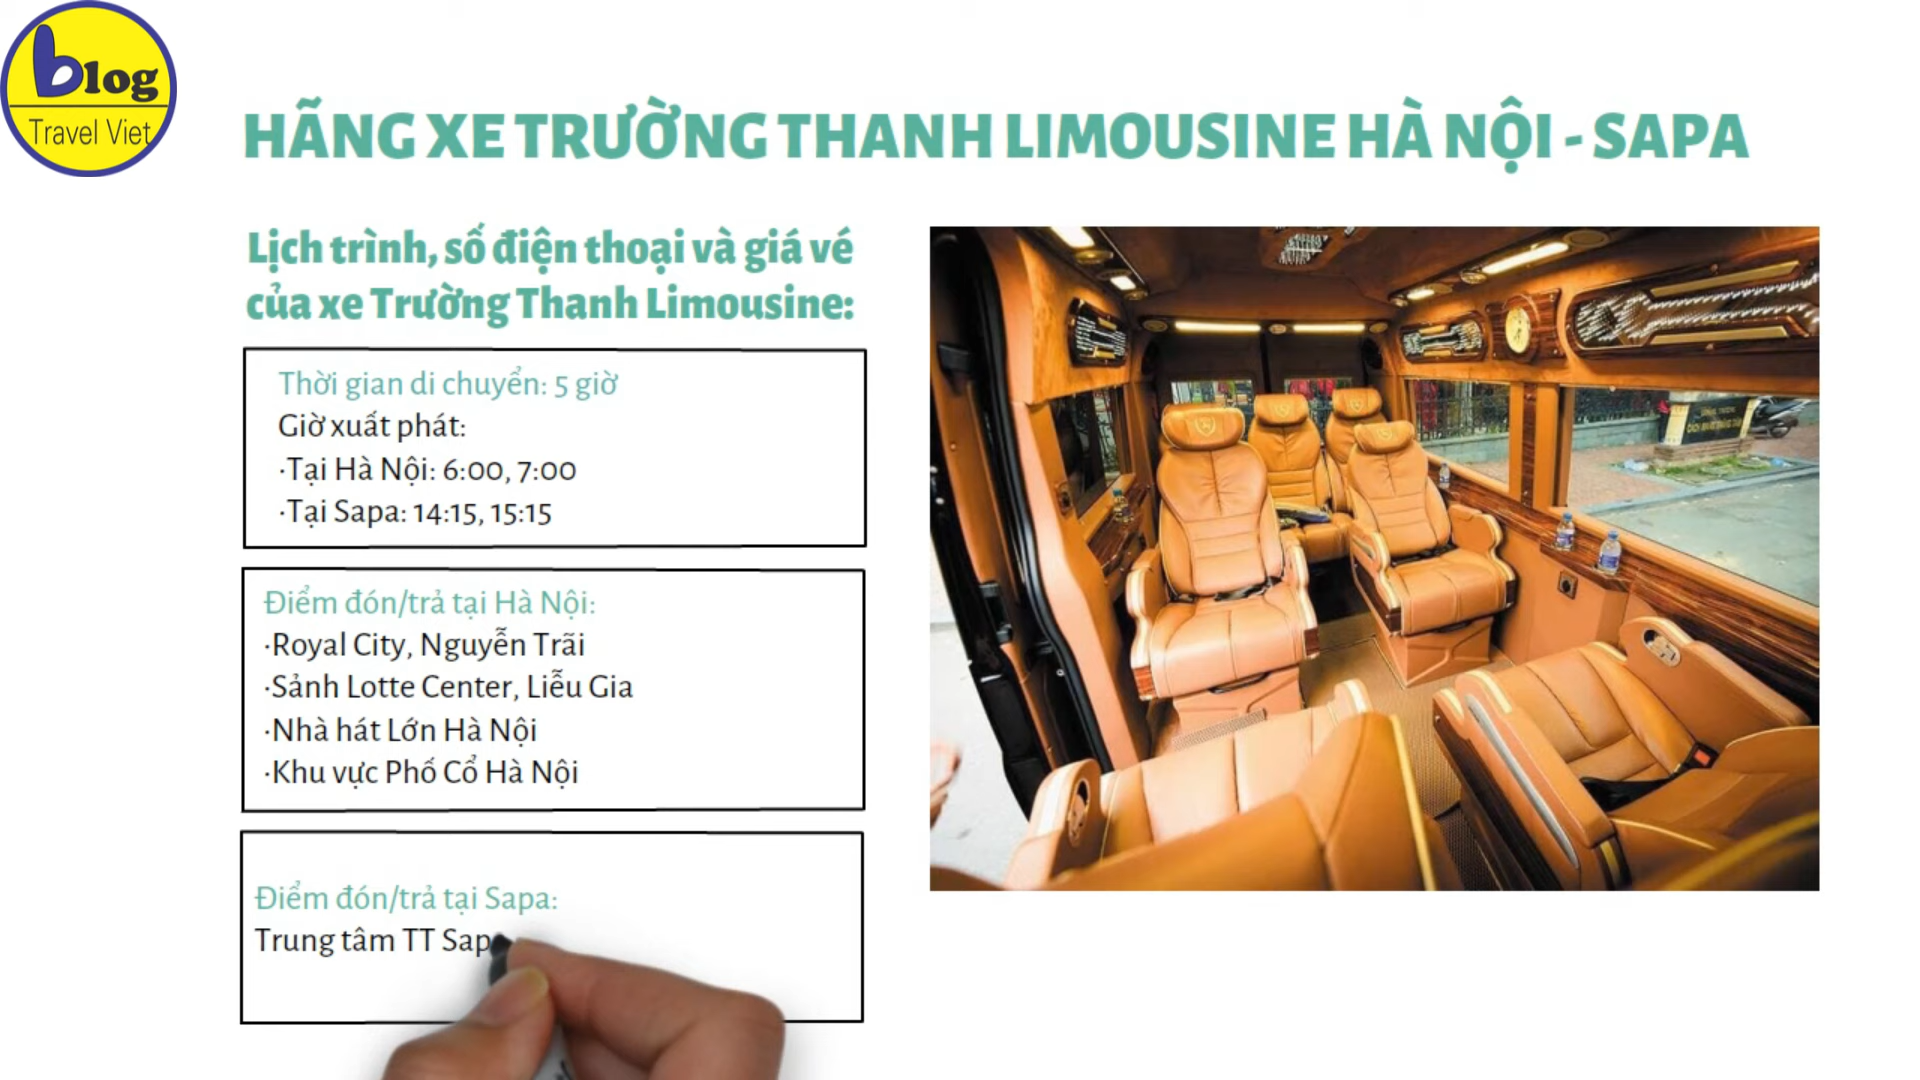 blog
Travel Viet
HÃNG XE TRƯỜNG THANH LIMOUSINE HÀ NỘI - SAPA
Lịch trình, số điện thoại và giá vé
của xe Trường Thanh Limousine:
Thời gian di chuyển: 5 giờ
Giờ xuất phát:
·Tại Hà Nội: 6:00, 7:00
·Tại Sapa: 14:15, 15:15
Điểm đón/trả tại Hà Nội:
·Royal City, Nguyễn Trãi
·Sảnh Lotte Center, Liễu Gia
·Nhà hát Lớn Hà Nội
·Khu vực Phố Cổ Hà Nội
Điểm đón/trả tại Sapa:
Trung tâm TT Sap